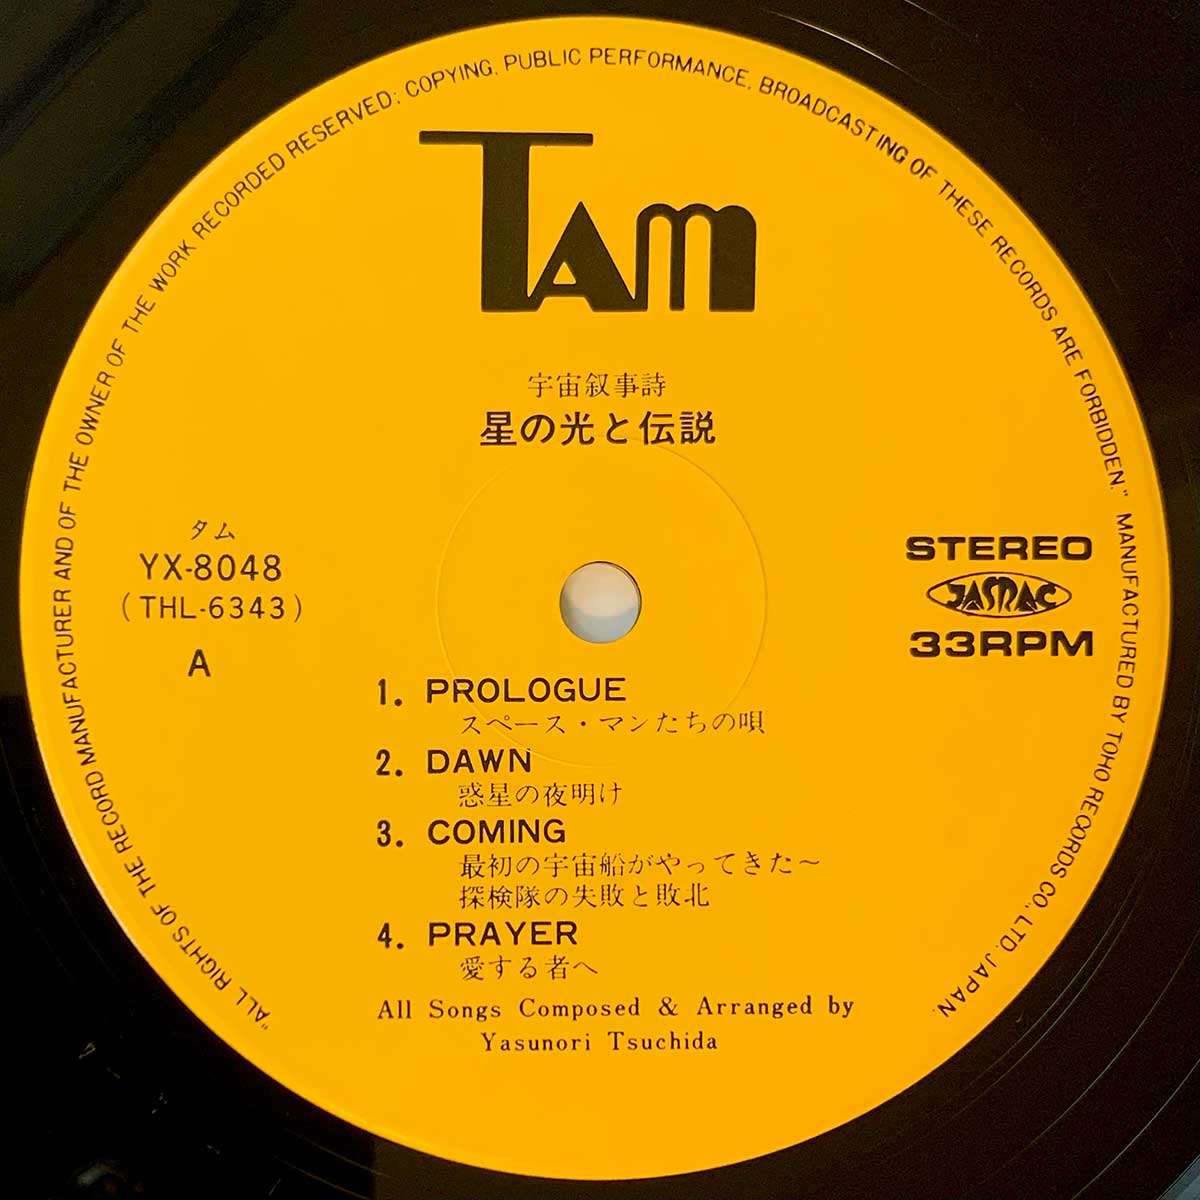 "ALL RIGHTS OF THE RECORD MANUFACTURER AND OF THE OWNER OF THE WORK RECORDED RESERVED; COPYING, PUBLIC PERFORMANCE, BROADCASTING OF THESE RECORDS ARE FORBIDDEN." MANUFACTURED BY TOHO RECORDS CO., LTD. JAPAN.
TAM
宇宙叙事詩
星の光と伝説
タム
YX-8048
(THL-6343)
A
STEREO
JASRAC
33RPM
1. PROLOGUE
スペース・マンたちの唄
2. DAWN
惑星の夜明け
3. COMING
最初の宇宙船がやってきた～
探検隊の失敗と敗北
4. PRAYER
愛する者へ
All Songs Composed & Arranged by
Yasunori Tsuchida